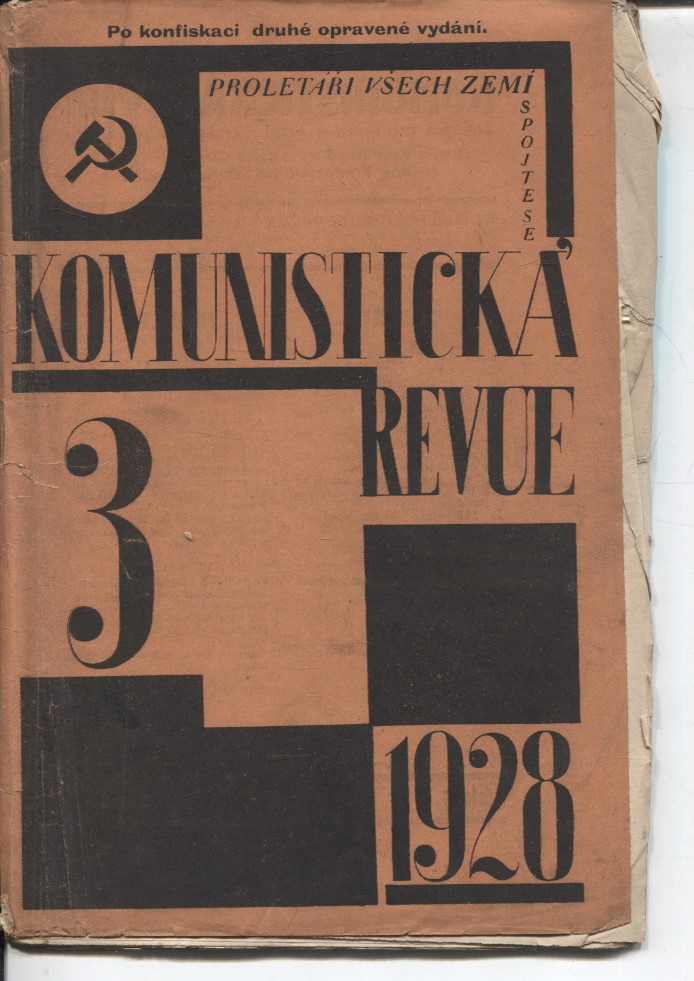 Po konfiskaci druhé opravené vydání.
PROLETÁŘI VŠECH ZEMÍ
SPOJTE SE
KOMUNISTICKÁ
REVUE
3
1928